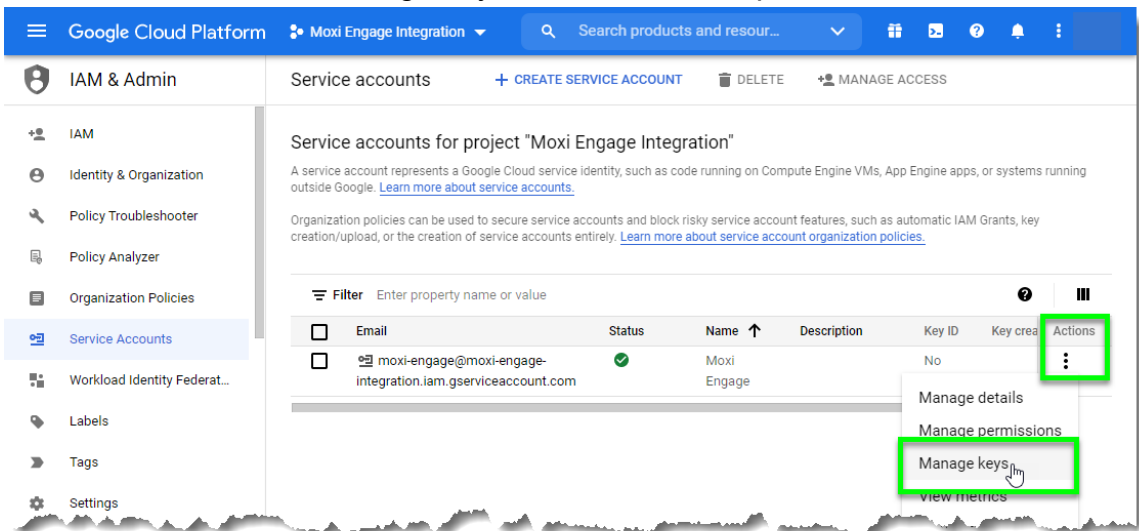 Google Cloud Platform
Moxi Engage Integration
Search products and resour...
IAM & Admin
Service accounts
+ CREATE SERVICE ACCOUNT
DELETE
MANAGE ACCESS
IAM
Identity & Organization
Policy Troubleshooter
Policy Analyzer
Organization Policies
Service Accounts
Workload Identity Federat...
Labels
Tags
Settings
Service accounts for project "Moxi Engage Integration"
A service account represents a Google Cloud service identity, such as code running on Compute Engine VMs, App Engine apps, or systems running
outside Google. Learn more about service accounts.
Organization policies can be used to secure service accounts and block risky service account features, such as automatic IAM Grants, key
creation/upload, or the creation of service accounts entirely. Learn more about service account organization policies.
Filter Enter property name or value
Email Status Name ↑ Description Key ID Key crea Actions
moxi-engage@moxi-engage- Moxi No
integration.iam.gserviceaccount.com Engage
Manage details
Manage permissions
Manage keys
View metrics